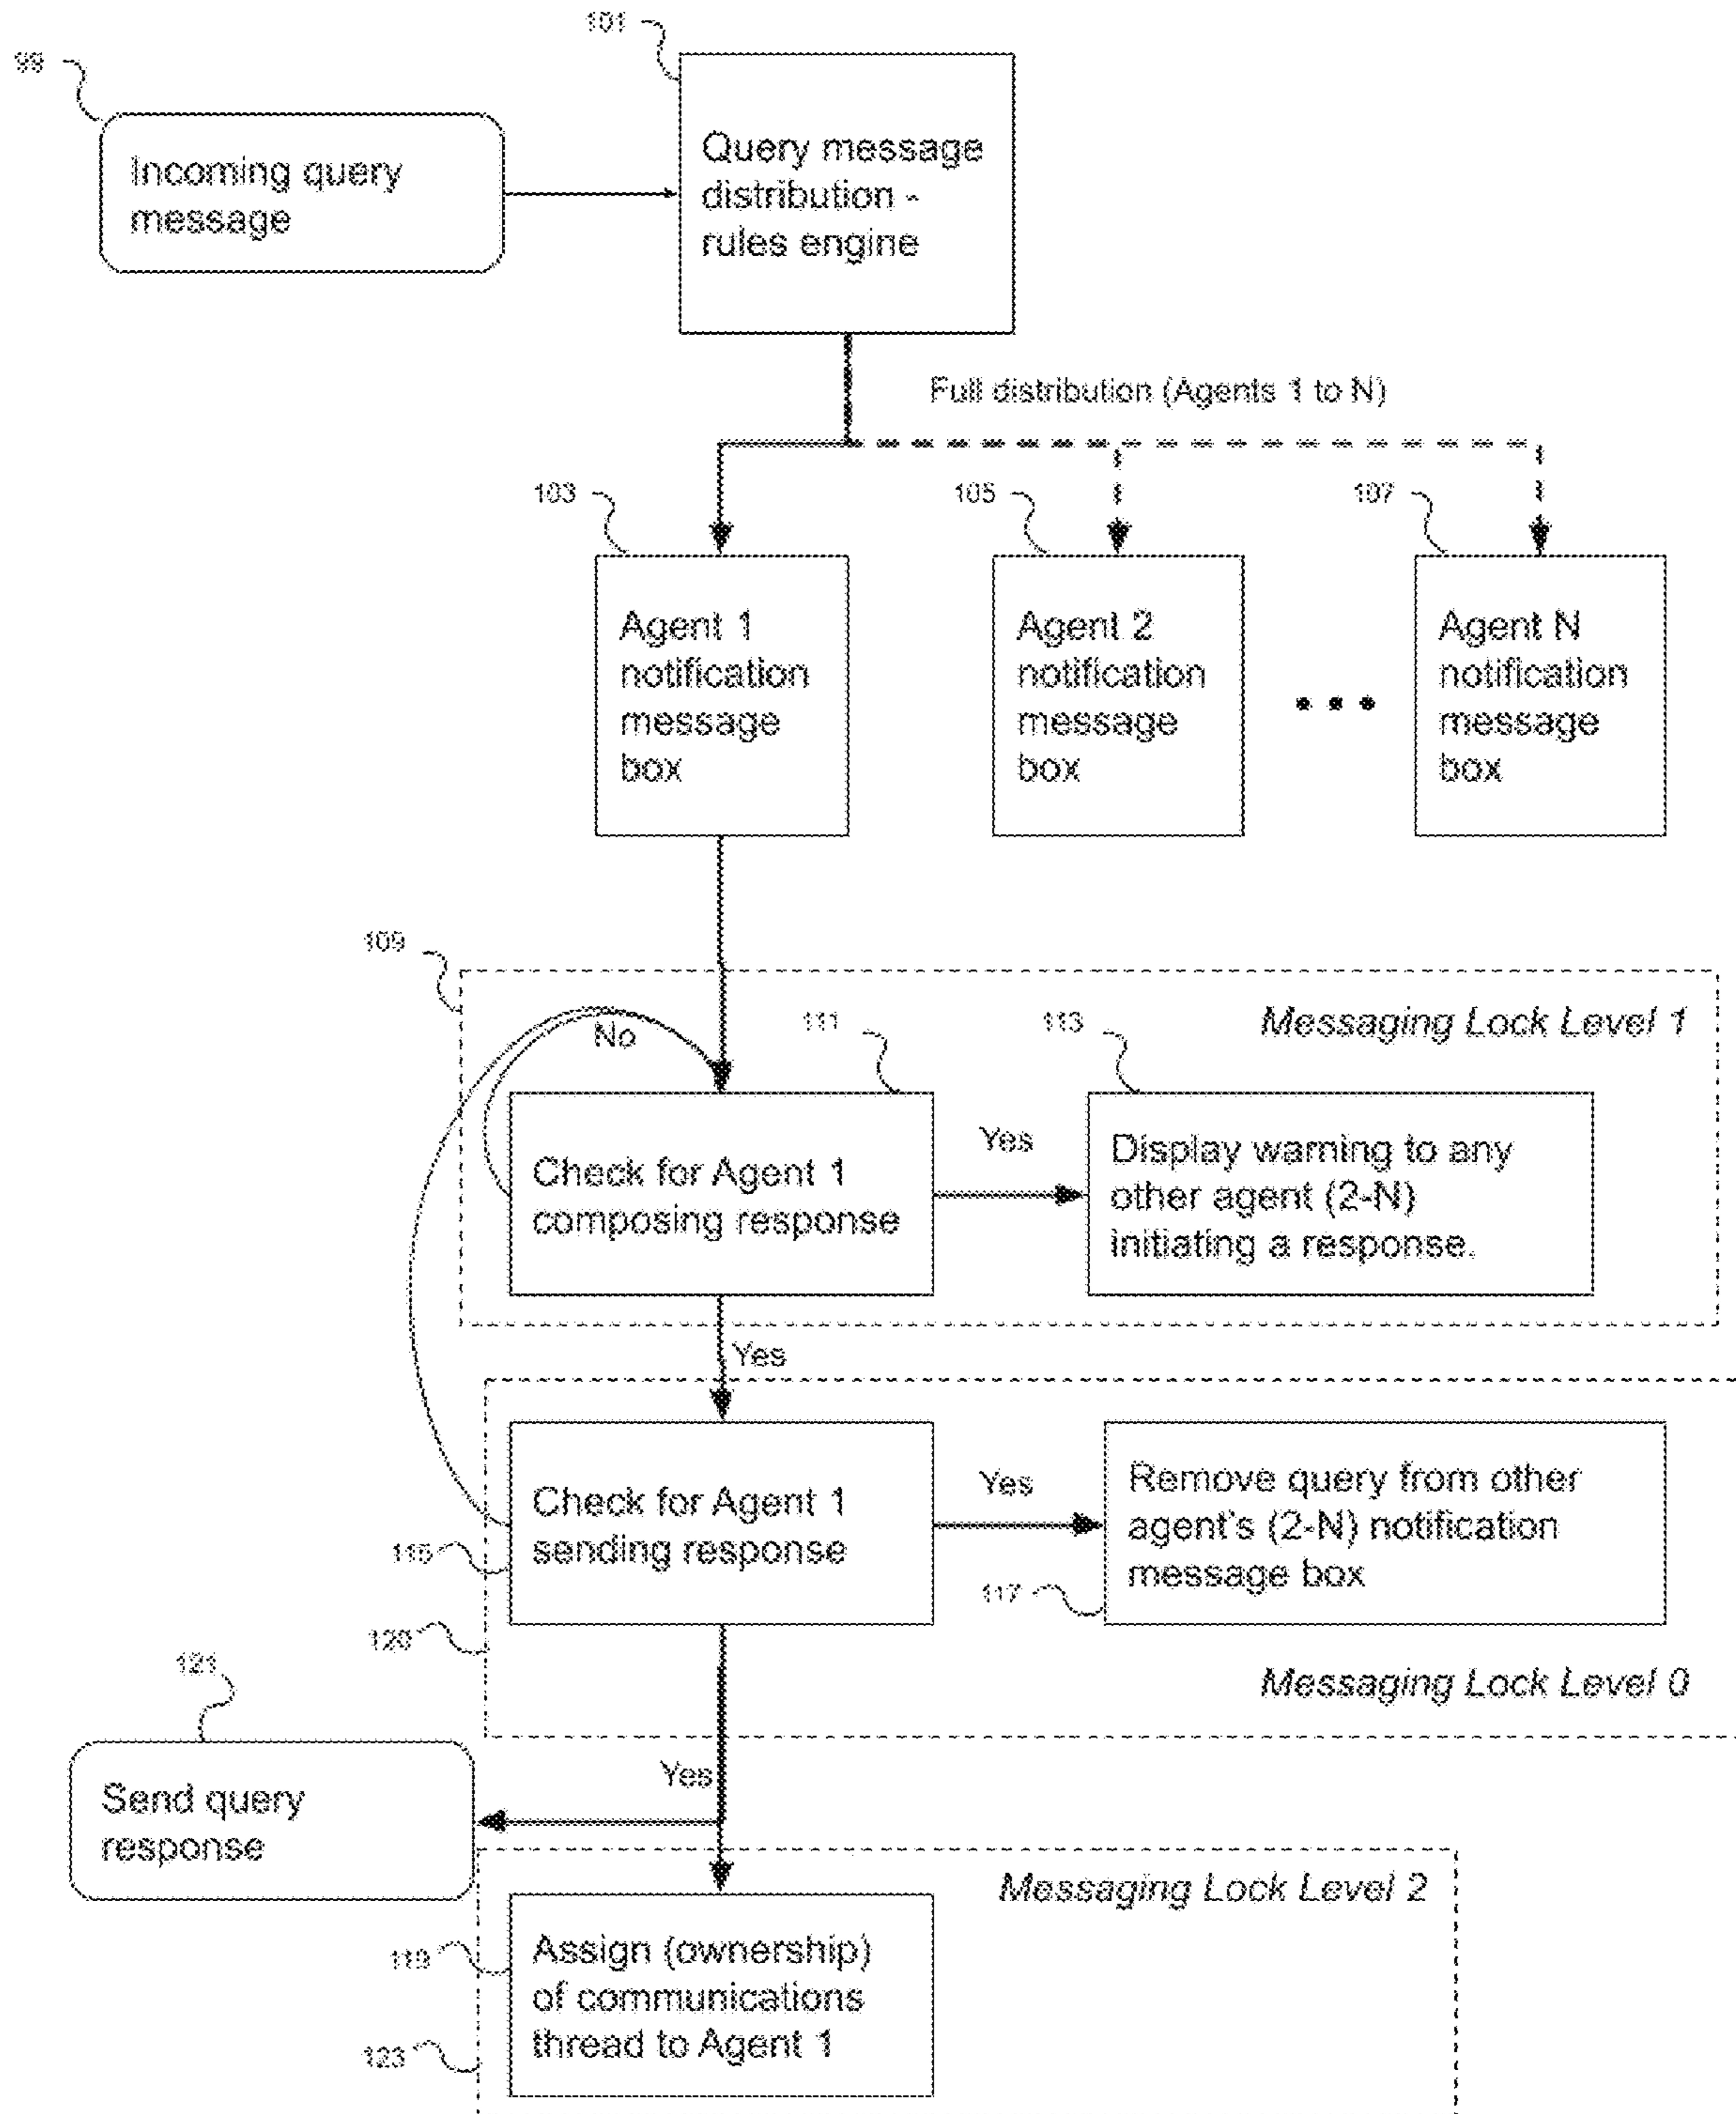 101
99
Incoming query
message
Query message
distribution -
rules engine
Full distribution (Agents 1 to N)
103
105
107
Agent 1
notification
message
box
Agent 2
notification
message
box
Agent N
notification
message
box
109
Messaging Lock Level 1
No
111
113
Check for Agent 1
composing response
Yes
Display warning to any
other agent (2-N)
initiating a response.
Yes
Check for Agent 1
sending response
115
Yes
Remove query from other
agent's (2-N) notification
message box
117
120
Messaging Lock Level 0
121
Send query
response
Yes
Messaging Lock Level 2
119
Assign (ownership)
of communications
thread to Agent 1
123